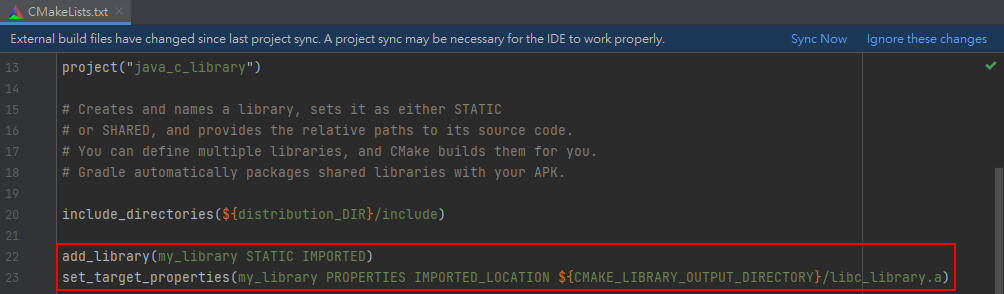 CMakeLists.txt
External build files have changed since last project sync. A project sync may be necessary for the IDE to work properly. Sync Now Ignore these changes
13 project("java_c_library")
14
15 # Creates and names a library, sets it as either STATIC
16 # or SHARED, and provides the relative paths to its source code.
17 # You can define multiple libraries, and CMake builds them for you.
18 # Gradle automatically packages shared libraries with your APK.
19
20 include_directories(${distribution_DIR}/include)
21
22 add_library(my_library STATIC IMPORTED)
23 set_target_properties(my_library PROPERTIES IMPORTED_LOCATION ${CMAKE_LIBRARY_OUTPUT_DIRECTORY}/libc_library.a)